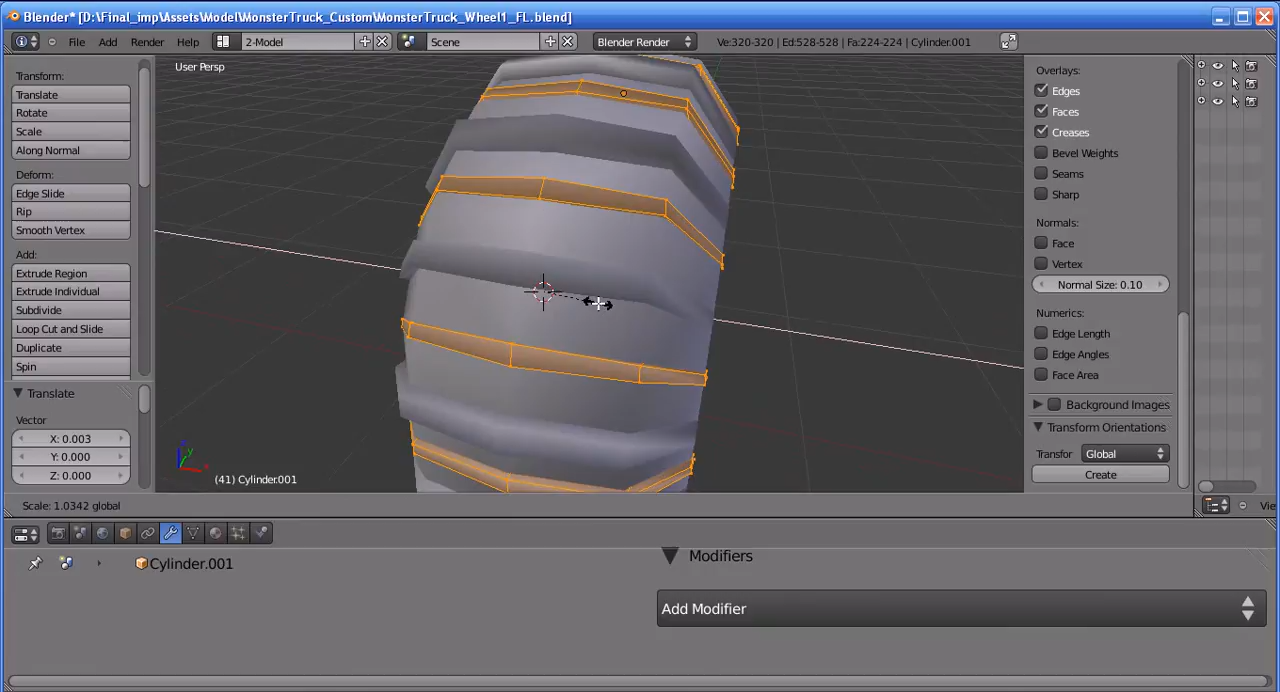 Blender* [D:\Final_imp\Assets\Model\MonsterTruck_Custom\MonsterTruck_Wheel1_FL.blend]
File Add Render Help 2-Model Scene Blender Render Ve:320-320 | Ed:528-528 | Fa:224-224 | Cylinder.001
User Persp
Transform:
Translate
Rotate
Scale
Along Normal
Deform:
Edge Slide
Rip
Smooth Vertex
Add:
Extrude Region
Extrude Individual
Subdivide
Loop Cut and Slide
Duplicate
Spin
Translate
Vector
X: 0.003
Y: 0.000
Z: 0.000
(41) Cylinder.001
Overlays:
Edges
Faces
Creases
Bevel Weights
Seams
Sharp
Normals:
Face
Vertex
Normal Size: 0.10
Numerics:
Edge Length
Edge Angles
Face Area
Background Images
Transform Orientations
Transfor Global
Create
Scale: 1.0342 global
Vie
Cylinder.001
Modifiers
Add Modifier